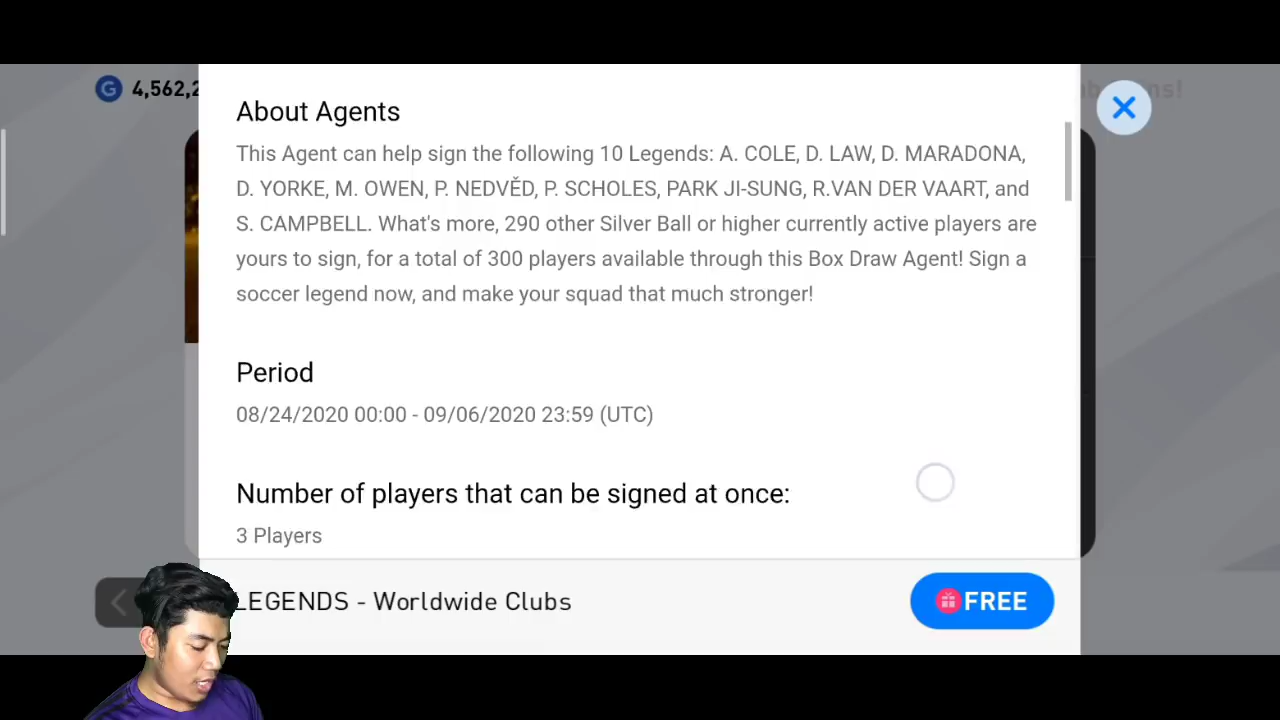 G 4,562,2
ns!
About Agents
This Agent can help sign the following 10 Legends: A. COLE, D. LAW, D. MARADONA,
D. YORKE, M. OWEN, P. NEDVĚD, P. SCHOLES, PARK JI-SUNG, R.VAN DER VAART, and
S. CAMPBELL. What's more, 290 other Silver Ball or higher currently active players are
yours to sign, for a total of 300 players available through this Box Draw Agent! Sign a
soccer legend now, and make your squad that much stronger!
Period
08/24/2020 00:00 - 09/06/2020 23:59 (UTC)
Number of players that can be signed at once:
3 Players
LEGENDS - Worldwide Clubs
FREE